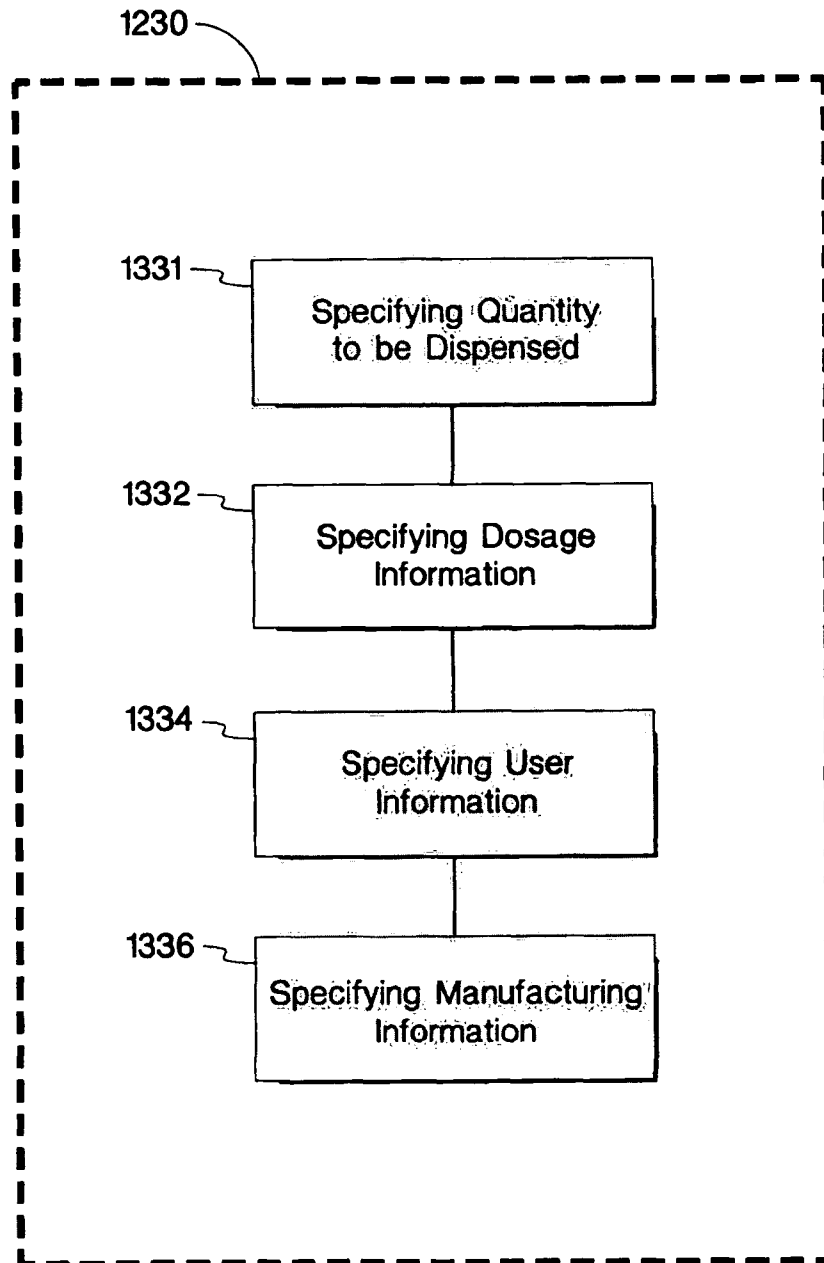 1230
1331
Specifying Quantity
to be Dispensed
1332
Specifying Dosage
Information
1334
Specifying User
Information
1336
Specifying Manufacturing
Information